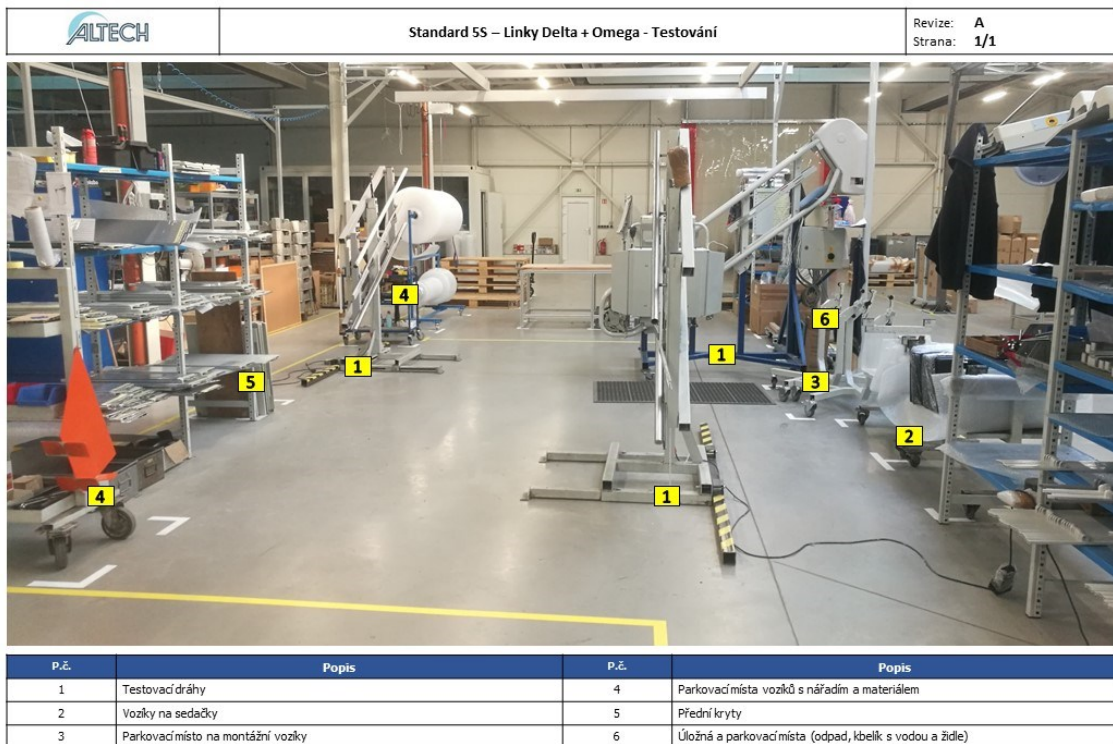 ALTECH
Standard 5S – Linky Delta + Omega - Testování
Revize: A
Strana: 1/1
4
6
1
1
5
3
2
4
1
P.č. Popis P.č. Popis
1 Testovací dráhy 4 Parkovací místa vozíků s nářadím a materiálem
2 Vozíky na sedačky 5 Přední kryty
3 Parkovací místo na montážní vozíky 6 Úložná a parkovací místa (odpad, kbelík s vodou a židle)